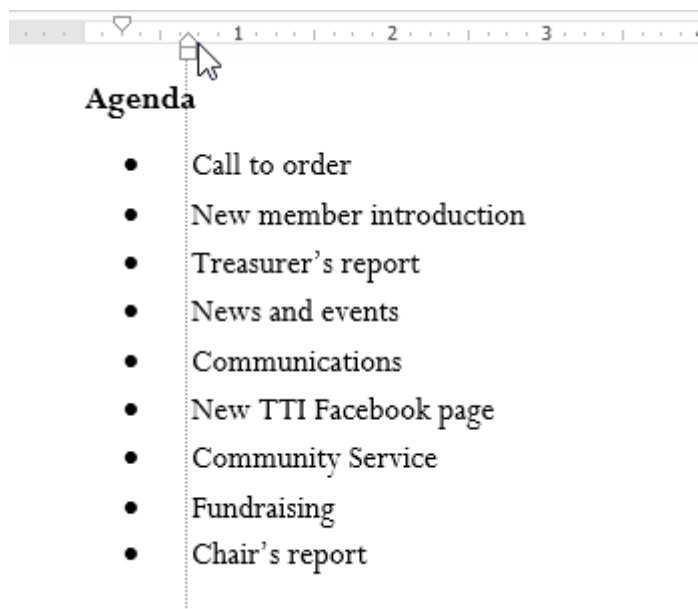 1 2 3
Agenda
• Call to order
• New member introduction
• Treasurer’s report
• News and events
• Communications
• New TTI Facebook page
• Community Service
• Fundraising
• Chair’s report